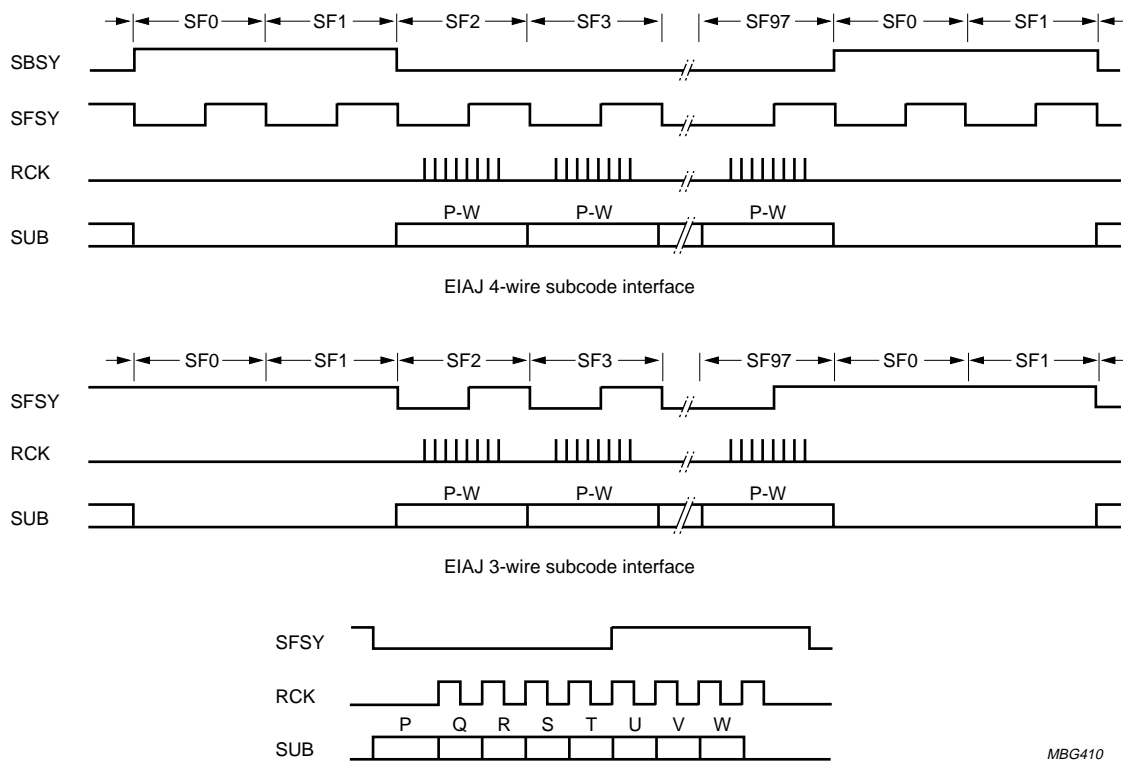 SF0 SF1 SF2 SF3 SF97 SF0 SF1
SBSY
SFSY
RCK
P-W P-W P-W
SUB
EIAJ 4-wire subcode interface
SF0 SF1 SF2 SF3 SF97 SF0 SF1
SFSY
RCK
P-W P-W P-W
SUB
EIAJ 3-wire subcode interface
SFSY
RCK
P Q R S T U V W
SUB
MBG410